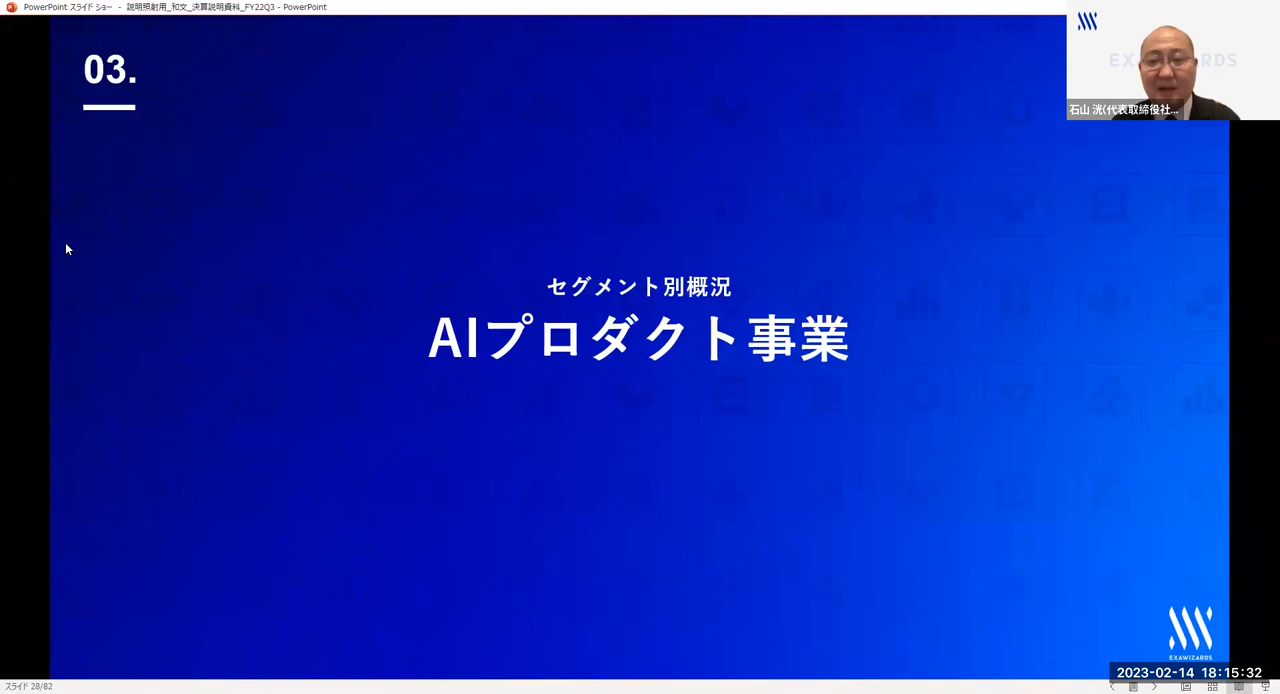 PowerPoint スライド ショー - 説明照射用_和文_決算説明資料_FY22Q3 - PowerPoint
03.
石山 洸(代表取締役社...
セグメント別概況
AIプロダクト事業
EXAWIZARDS
2023-02-14 18:15:32
スライド 28/82